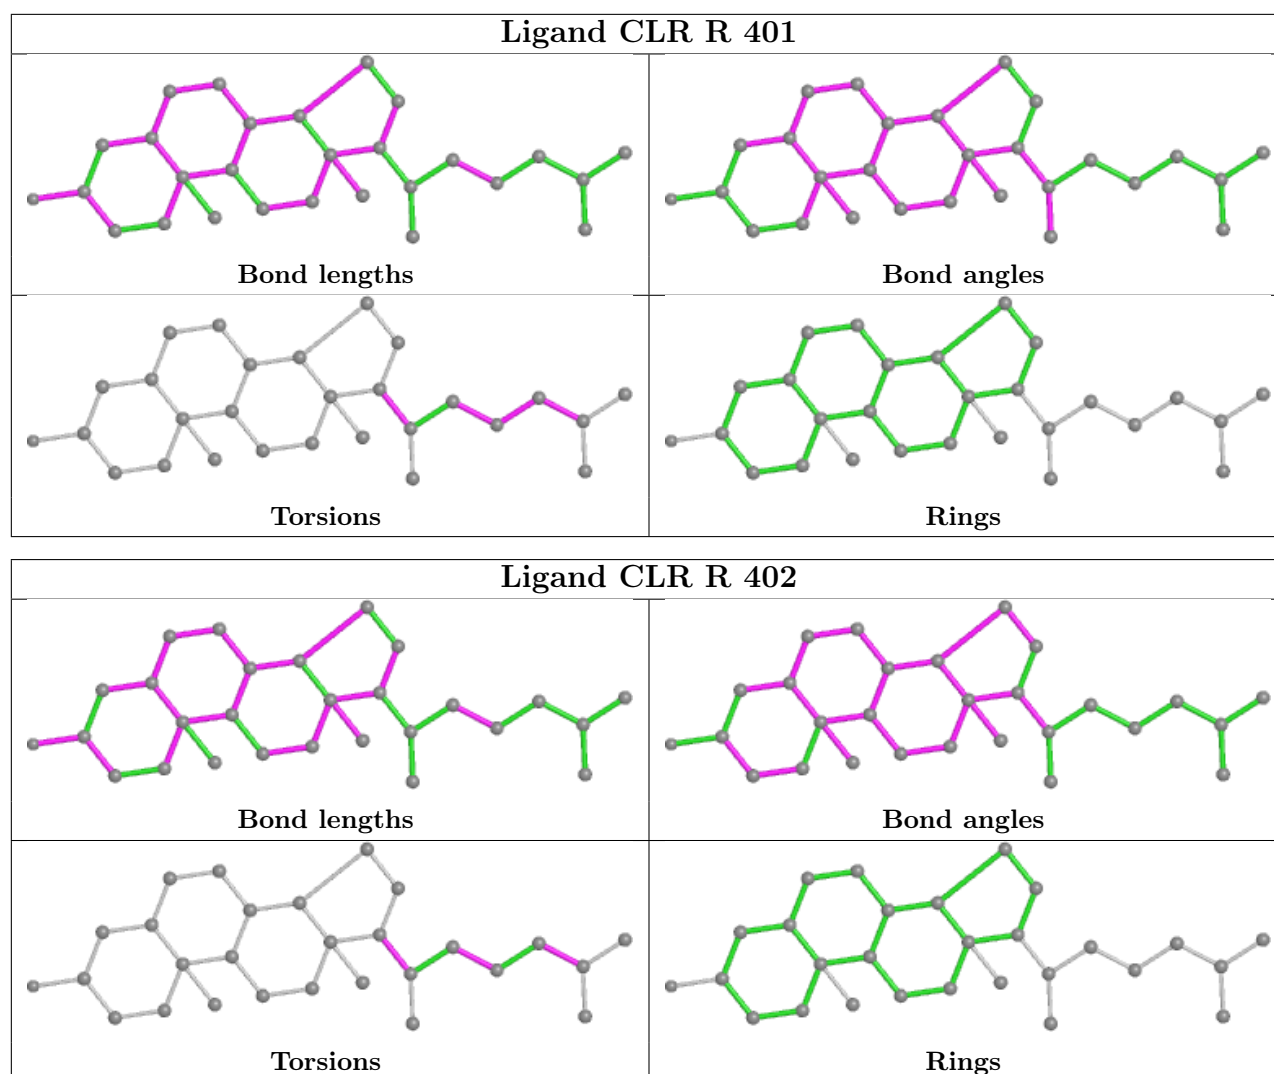 Ligand CLR R 401
Bond lengths
Bond angles
Torsions
Rings
Ligand CLR R 402
Bond lengths
Bond angles
Torsions
Rings